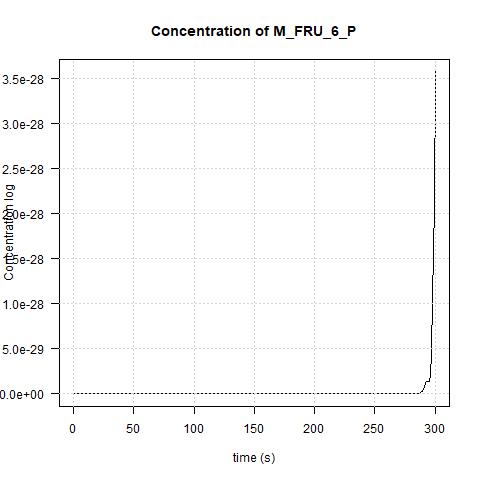 Concentration of M_FRU_6_P
3.5e-28
3.0e-28
2.5e-28
2.0e-28
1.5e-28
1.0e-28
5.0e-29
0.0e+00
Concentration log
0 50 100 150 200 250 300
time (s)